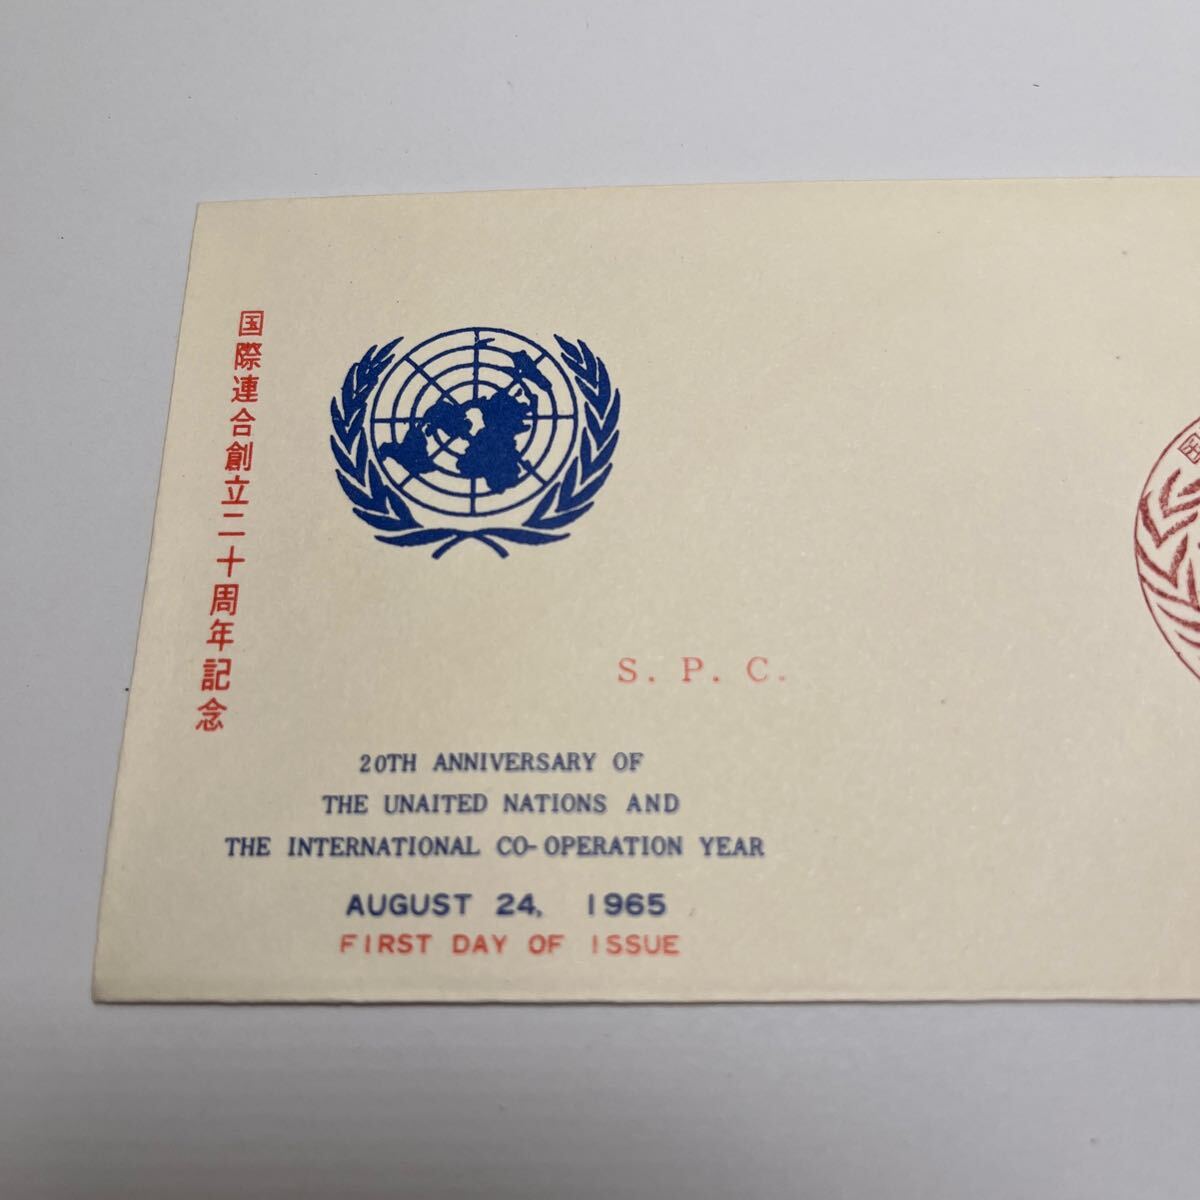 国際連合創立二十周年記念
S. P. C.
20TH ANNIVERSARY OF
THE UNAITED NATIONS AND
THE INTERNATIONAL CO-OPERATION YEAR
AUGUST 24, 1965
FIRST DAY OF ISSUE